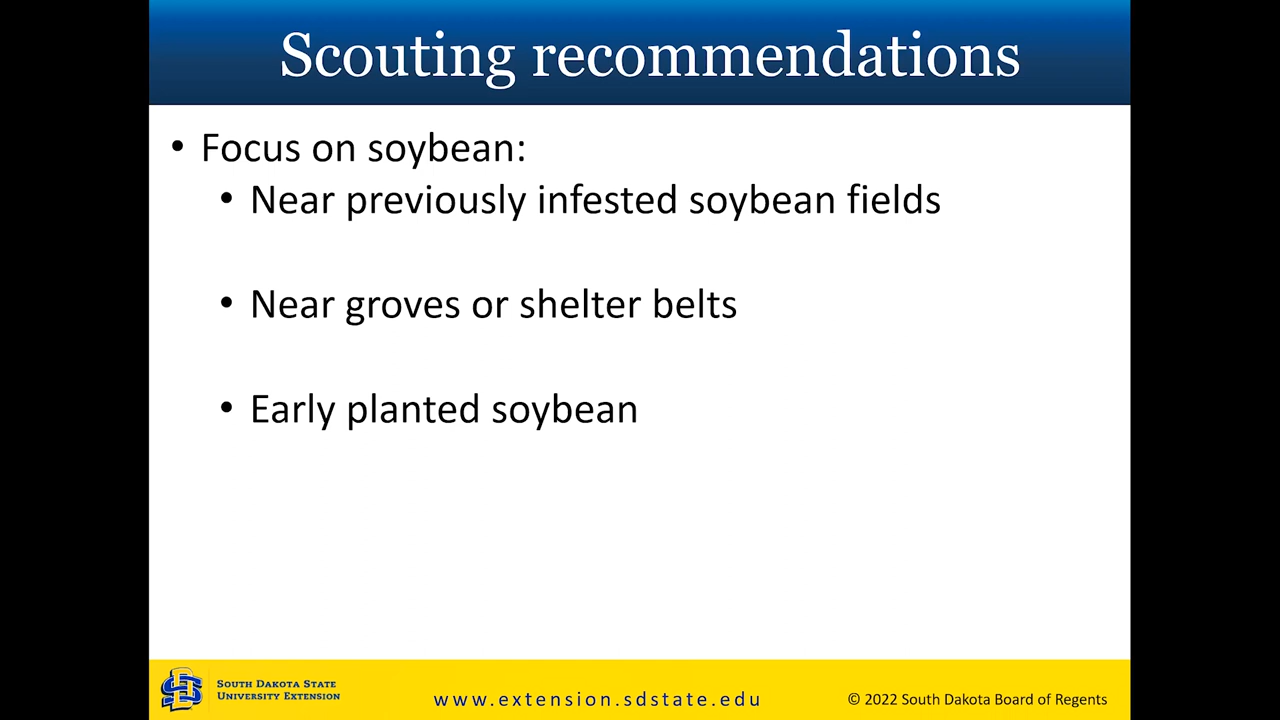 Scouting recommendations
• Focus on soybean:
• Near previously infested soybean fields
• Near groves or shelter belts
• Early planted soybean
SOUTH DAKOTA STATE
UNIVERSITY EXTENSION
www.extension.sdstate.edu
© 2022 South Dakota Board of Regents